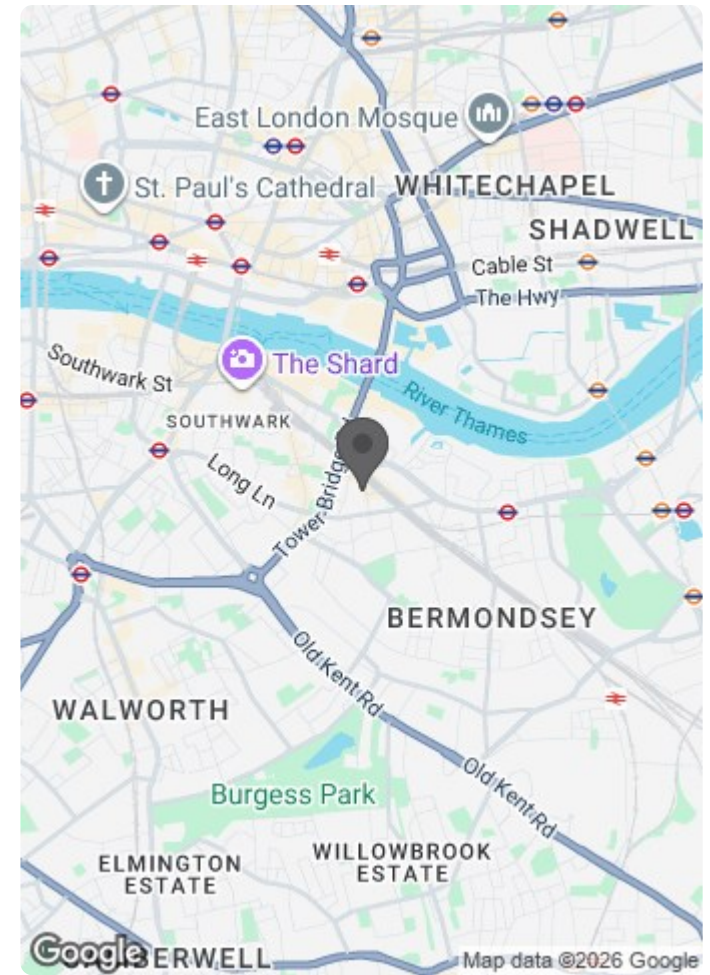 East London Mosque
St. Paul's Cathedral
WHITECHAPEL
SHADWELL
Cable St
The Hwy
Southwark St
The Shard
River Thames
SOUTHWARK
Long Ln
Tower Bridge
BERMONDSEY
Old Kent Rd
WALWORTH
Old Kent Rd
Burgess Park
ELMINGTON
ESTATE
WILLOWBROOK
ESTATE
Google
BERWELL
Map data ©2026 Google